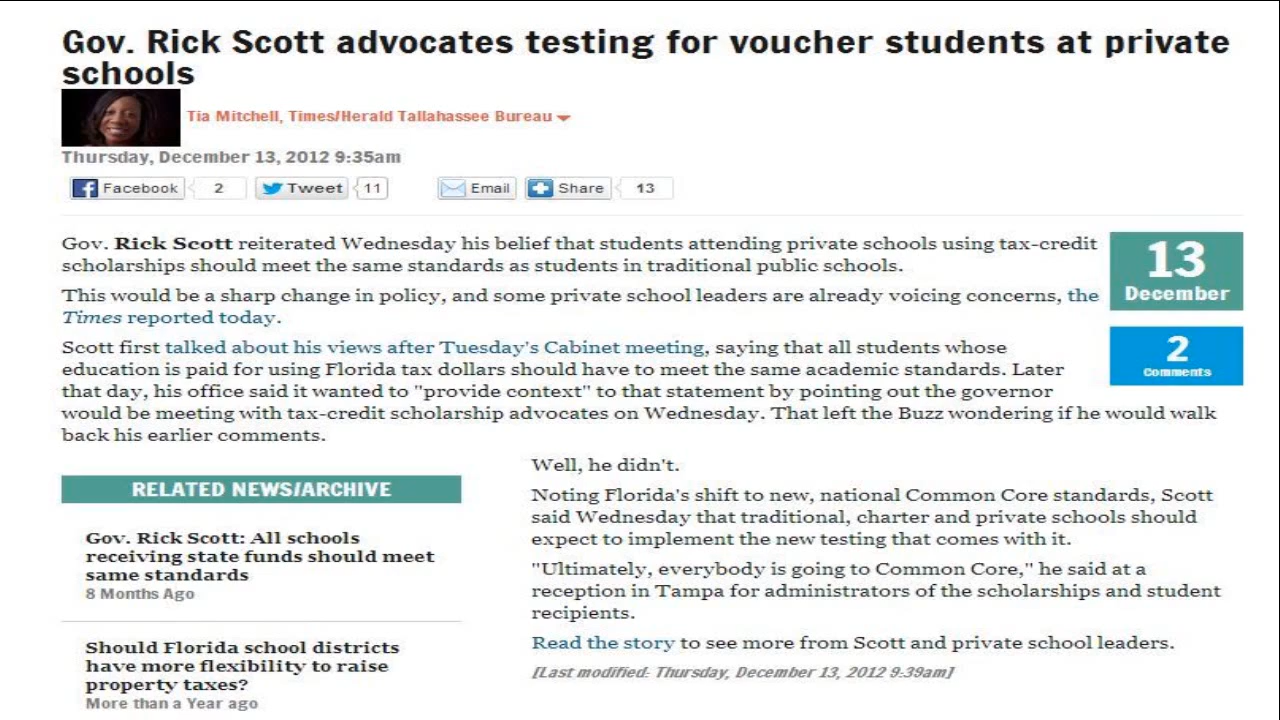 Gov. Rick Scott advocates testing for voucher students at private
schools
Tia Mitchell, Times/Herald Tallahassee Bureau
Thursday, December 13, 2012 9:35am
Facebook 2 Tweet 11 Email Share 13
Gov. Rick Scott reiterated Wednesday his belief that students attending private schools using tax-credit
scholarships should meet the same standards as students in traditional public schools.
13
December
This would be a sharp change in policy, and some private school leaders are already voicing concerns, the
Times reported today.
Scott first talked about his views after Tuesday's Cabinet meeting, saying that all students whose
education is paid for using Florida tax dollars should have to meet the same academic standards. Later
that day, his office said it wanted to "provide context" to that statement by pointing out the governor
would be meeting with tax-credit scholarship advocates on Wednesday. That left the Buzz wondering if he would walk
back his earlier comments.
2
Comments
RELATED NEWS/ARCHIVE
Gov. Rick Scott: All schools
receiving state funds should meet
same standards
8 Months Ago
Should Florida school districts
have more flexibility to raise
property taxes?
More than a Year ago
Well, he didn't.
Noting Florida's shift to new, national Common Core standards, Scott
said Wednesday that traditional, charter and private schools should
expect to implement the new testing that comes with it.
"Ultimately, everybody is going to Common Core," he said at a
reception in Tampa for administrators of the scholarships and student
recipients.
Read the story to see more from Scott and private school leaders.
[Last modified: Thursday, December 13, 2012 9:39am]